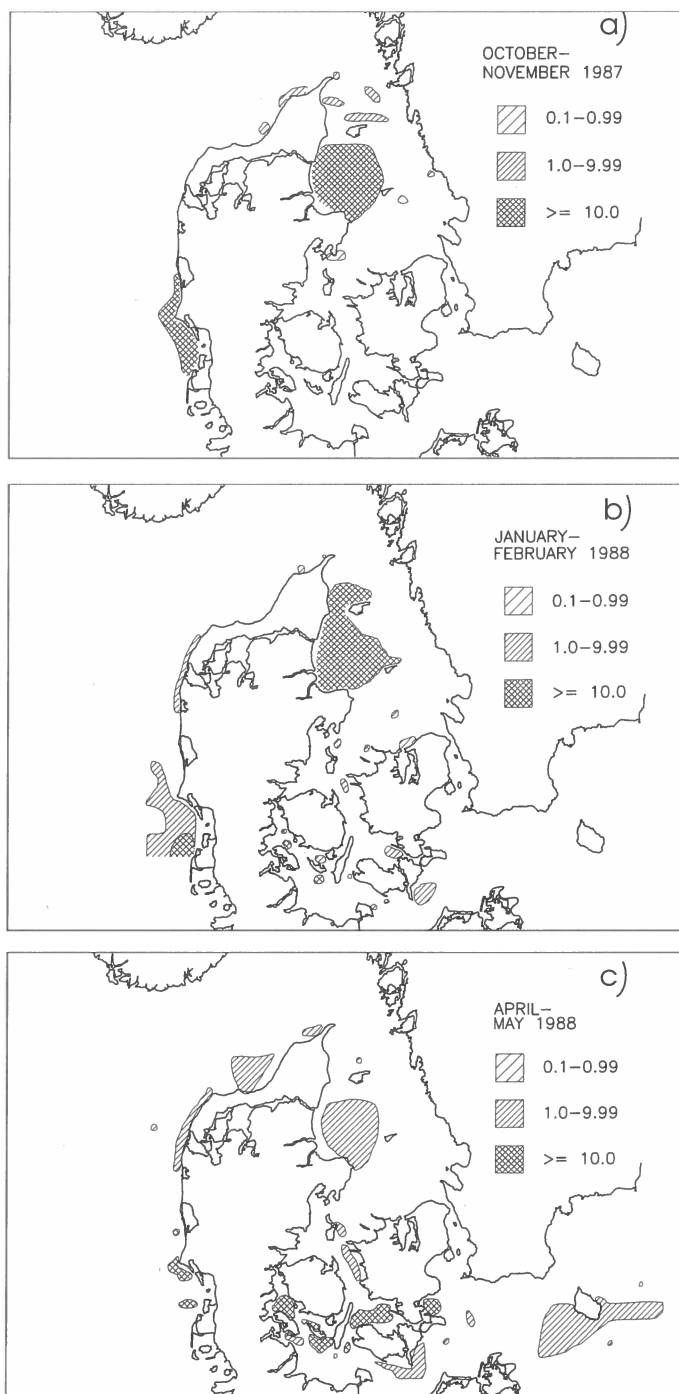 a)
OCTOBER–
NOVEMBER 1987
0.1–0.99
1.0–9.99
>= 10.0
b)
JANUARY–
FEBRUARY 1988
0.1–0.99
1.0–9.99
>= 10.0
c)
APRIL–
MAY 1988
0.1–0.99
1.0–9.99
>= 10.0